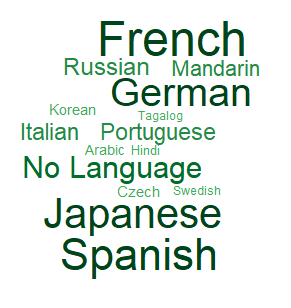 French
Russian Mandarin
German
Korean Tagalog
Italian Portuguese
Arabic Hindi
No Language
Czech Swedish
Japanese
Spanish